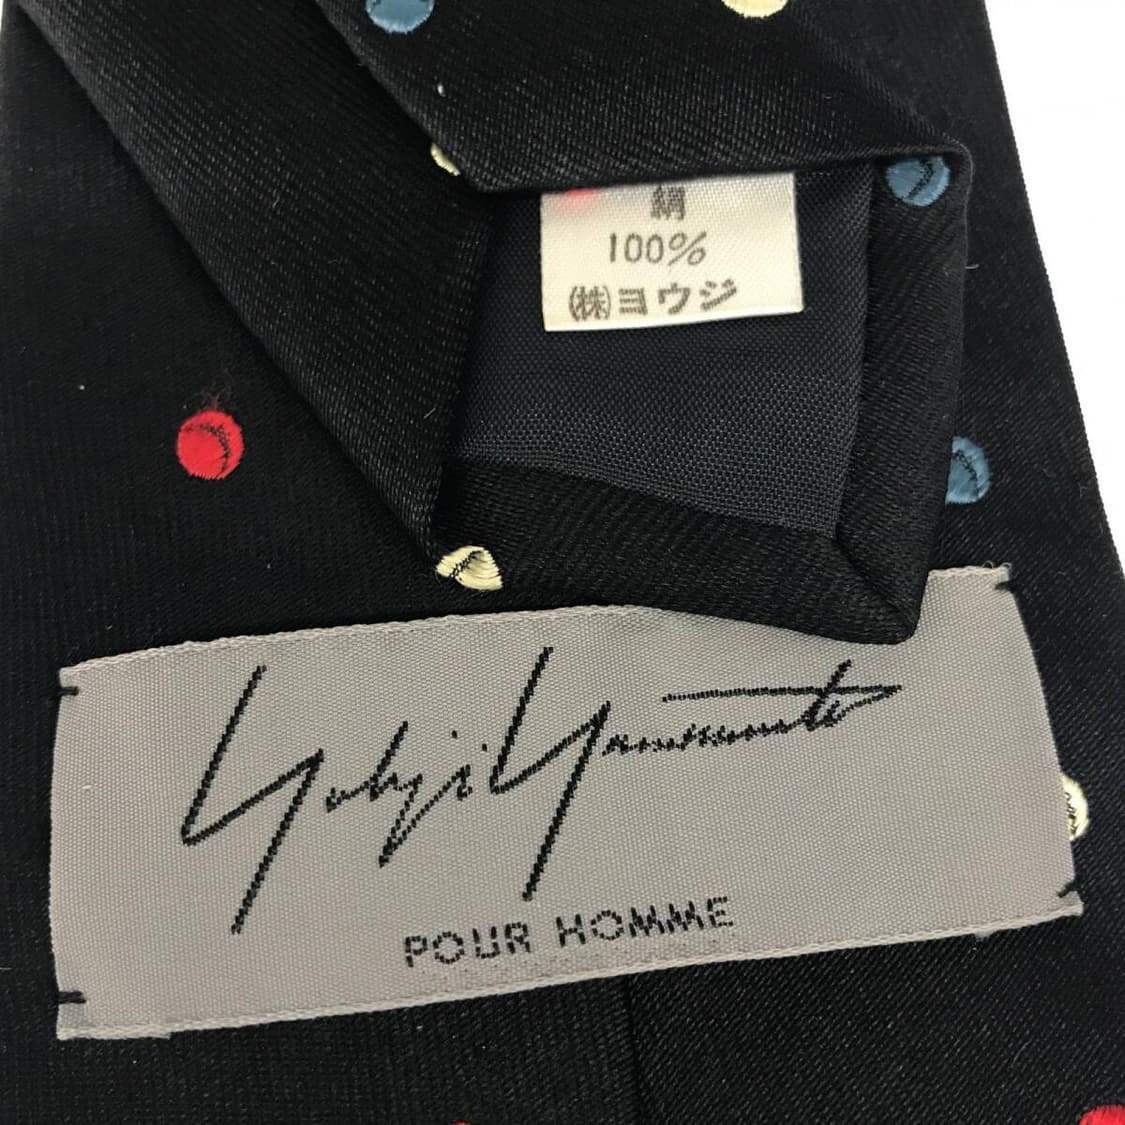 絹
100%
(株)ヨウジ
Yohji Yamamoto
POUR HOMME